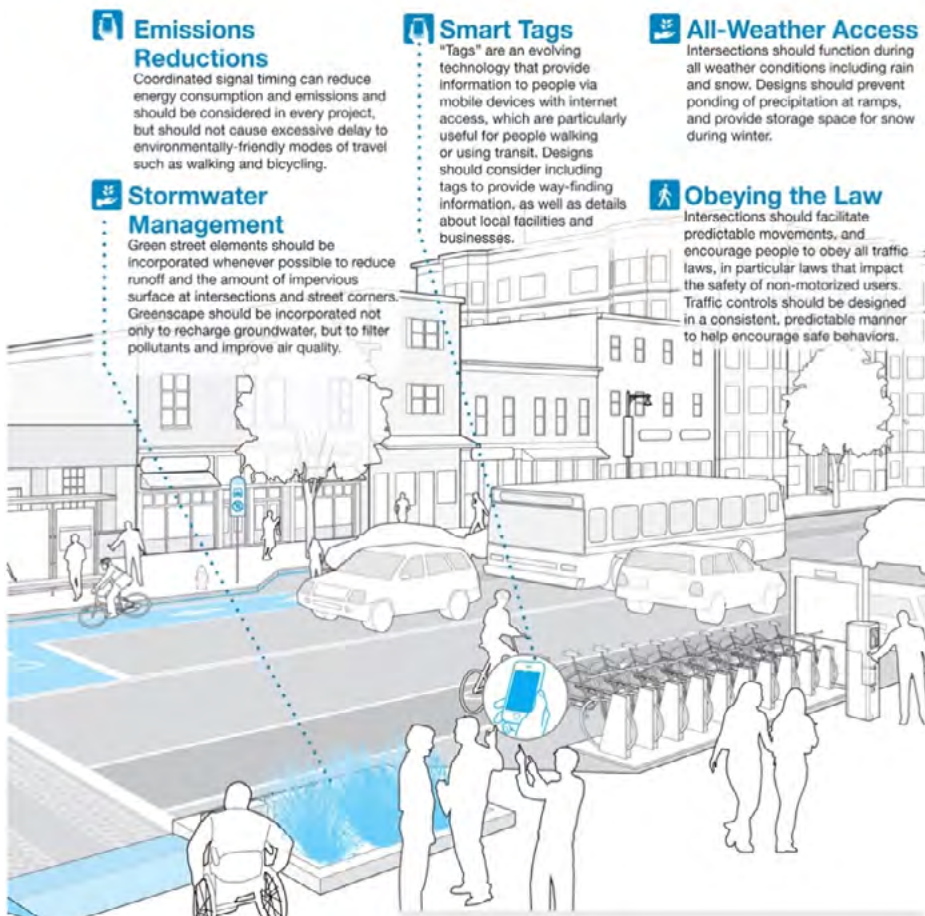 Emissions
Reductions
Coordinated signal timing can reduce
energy consumption and emissions and
should be considered in every project,
but should not cause excessive delay to
environmentally-friendly modes of travel
such as walking and bicycling.
Stormwater
Management
Green street elements should be
incorporated whenever possible to reduce
runoff and the amount of impervious
surface at intersections and street corners.
Greenscape should be incorporated not
only to recharge groundwater, but to filter
pollutants and improve air quality.
Smart Tags
"Tags" are an evolving
technology that provide
information to people via
mobile devices with internet
access, which are particularly
useful for people walking
or using transit. Designs
should consider including
tags to provide way-finding
information, as well as details
about local facilities and
businesses.
All-Weather Access
Intersections should function during
all weather conditions including rain
and snow. Designs should prevent
ponding of precipitation at ramps,
and provide storage space for snow
during winter.
Obeying the Law
Intersections should facilitate
predictable movements, and
encourage people to obey all traffic
laws, in particular laws that impact
the safety of non-motorized users.
Traffic controls should be designed
in a consistent, predictable manner
to help encourage safe behaviors.